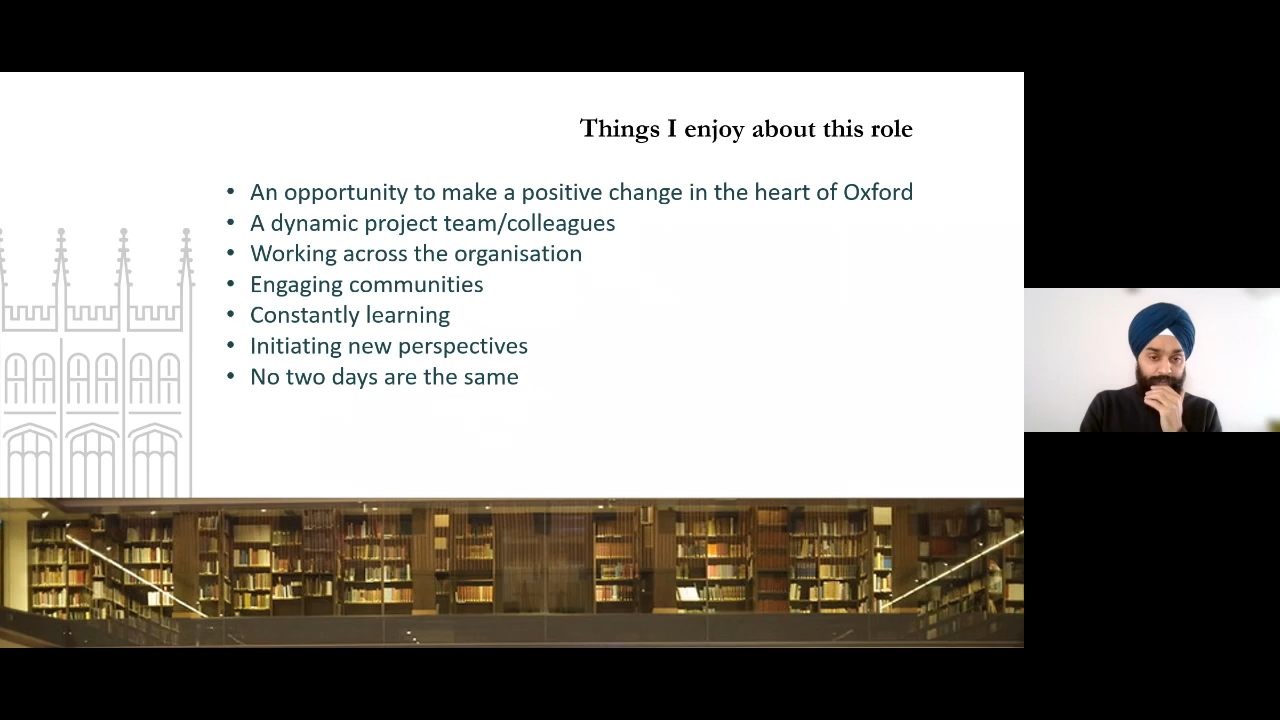 Things I enjoy about this role
• An opportunity to make a positive change in the heart of Oxford
• A dynamic project team/colleagues
• Working across the organisation
• Engaging communities
• Constantly learning
• Initiating new perspectives
• No two days are the same